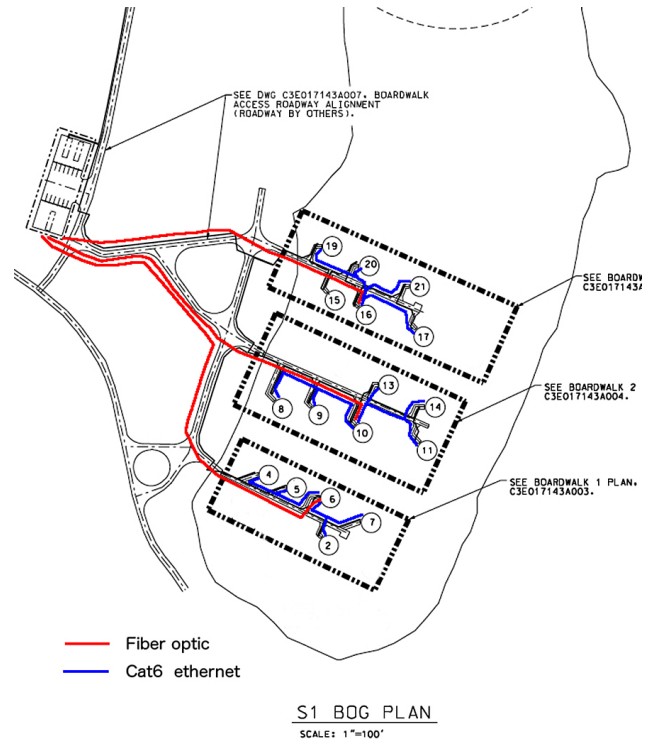 SEE DWG C3E017143A007, BOARDWALK
ACCESS ROADWAY ALIGNMENT
(ROADWAY BY OTHERS).
19
20
21
15
16
17
SEE BOARDW
C3E017143A
13
14
8
9
10
11
SEE BOARDWALK 2
C3E017143A004.
4
5
6
7
2
SEE BOARDWALK 1 PLAN,
C3E017143A003.
Fiber optic
Cat6 ethernet
S1 BOG PLAN
SCALE: 1"=100'